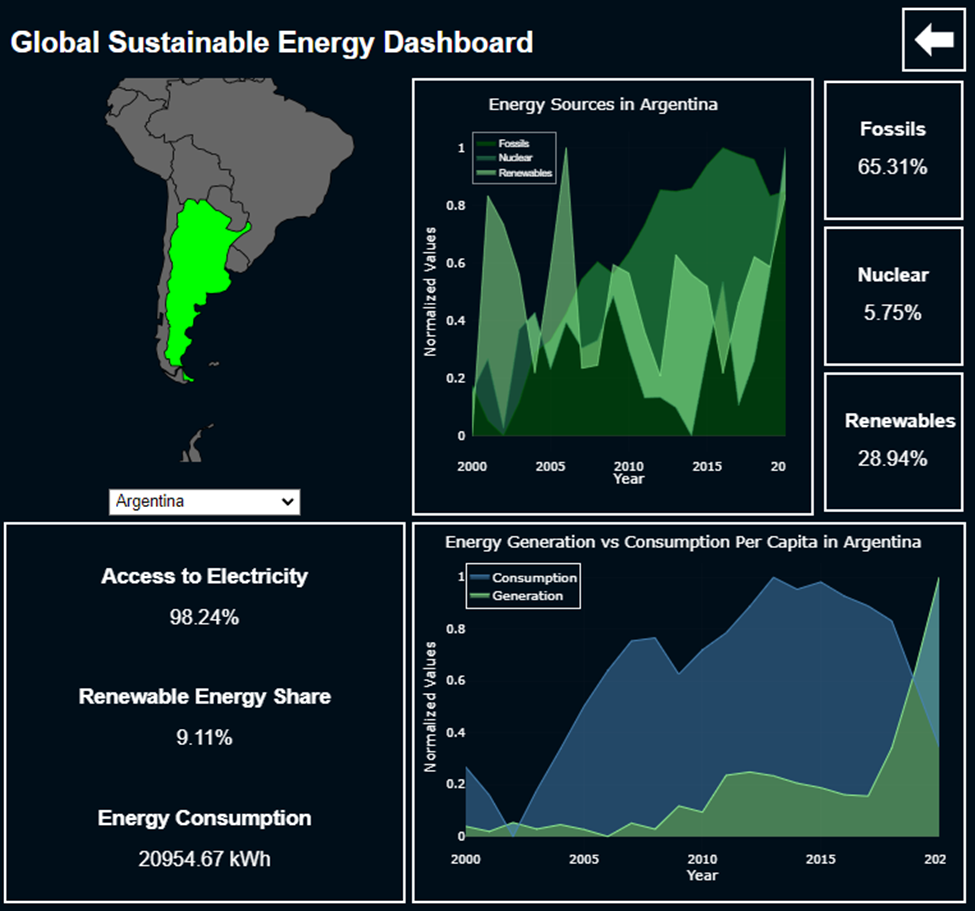 Global Sustainable Energy Dashboard
Argentina
Energy Sources in Argentina
Fossils
Nuclear
Renewables
Normalized Values
1
0.8
0.6
0.4
0.2
0
2000
2005
2010
2015
20
Year
Fossils
65.31%
Nuclear
5.75%
Renewables
28.94%
Access to Electricity
98.24%
Renewable Energy Share
9.11%
Energy Consumption
20954.67 kWh
Energy Generation vs Consumption Per Capita in Argentina
Consumption
Generation
Normalized Values
1
0.8
0.6
0.4
0.2
0
2000
2005
2010
2015
202
Year